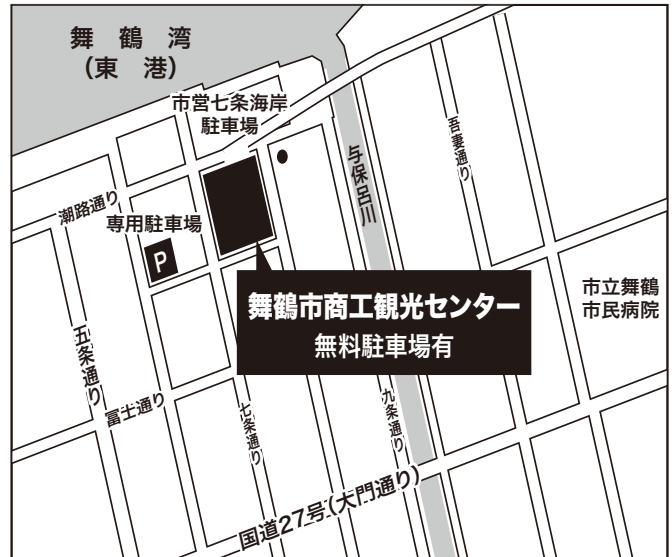 舞 鶴 湾
（東 港）
市営七条海岸
駐車場
潮路通り
専用駐車場
P
与保呂川
吾妻通り
舞鶴市商工観光センター
無料駐車場有
市立舞鶴
市民病院
五条通り
冨士通り
七条通り
九条通り
国道27号（大門通り）